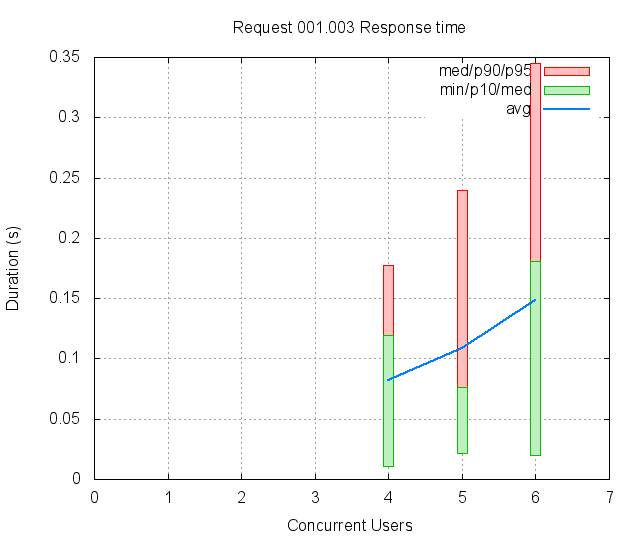 Request 001.003 Response time
0.35
0.3
0.25
0.2
0.15
0.1
0.05
0
Duration (s)
med/p90/p95
min/p10/med
avg
0 1 2 3 4 5 6 7
Concurrent Users